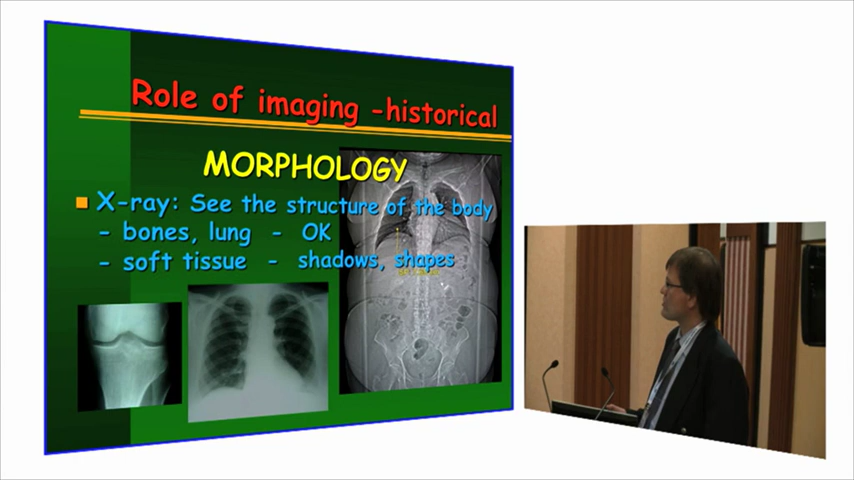 Role of imaging -historical
MORPHOLOGY
X-ray: See the structure of the body
- bones, lung - OK
- soft tissue - shadows, shapes